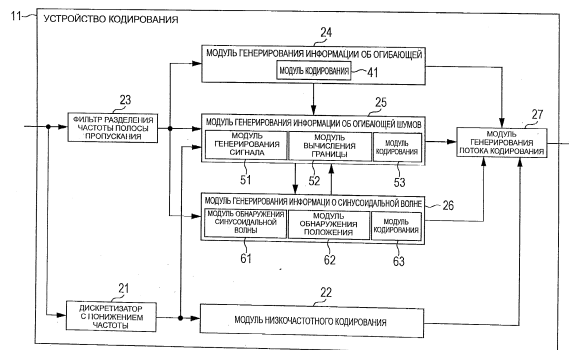 11
УСТРОЙСТВО КОДИРОВАНИЯ
24
МОДУЛЬ ГЕНЕРИРОВАНИЯ ИНФОРМАЦИИ ОБ ОГИБАЮЩЕЙ
МОДУЛЬ КОДИРОВАНИЯ
41
23
ФИЛЬТР РАЗДЕЛЕНИЯ
ЧАСТОТЫ ПОЛОСЫ
ПРОПУСКАНИЯ
25
МОДУЛЬ ГЕНЕРИРОВАНИЯ ИНФОРМАЦИИ ОБ ОГИБАЮЩЕЙ ШУМОВ
МОДУЛЬ
ГЕНЕРИРОВАНИЯ
СИГНАЛА
МОДУЛЬ
ВЫЧИСЛЕНИЯ
ГРАНИЦЫ
МОДУЛЬ
КОДИРОВАНИЯ
51
52
53
27
МОДУЛЬ
ГЕНЕРИРОВАНИЯ
ПОТОКА КОДИРОВАНИЯ
МОДУЛЬ ГЕНЕРИРОВАНИЯ ИНФОРМАЦИ О СИНУСОИДАЛЬНОЙ ВОЛНЕ
26
МОДУЛЬ ОБНАРУЖЕНИЯ
СИНУСОИДАЛЬНОЙ
ВОЛНЫ
МОДУЛЬ
ОБНАРУЖЕНИЯ
ПОЛОЖЕНИЯ
МОДУЛЬ
КОДИРОВАНИЯ
61
62
63
21
ДИСКРЕТИЗАТОР
С ПОНИЖЕНИЕМ
ЧАСТОТЫ
22
МОДУЛЬ НИЗКОЧАСТОТНОГО КОДИРОВАНИЯ